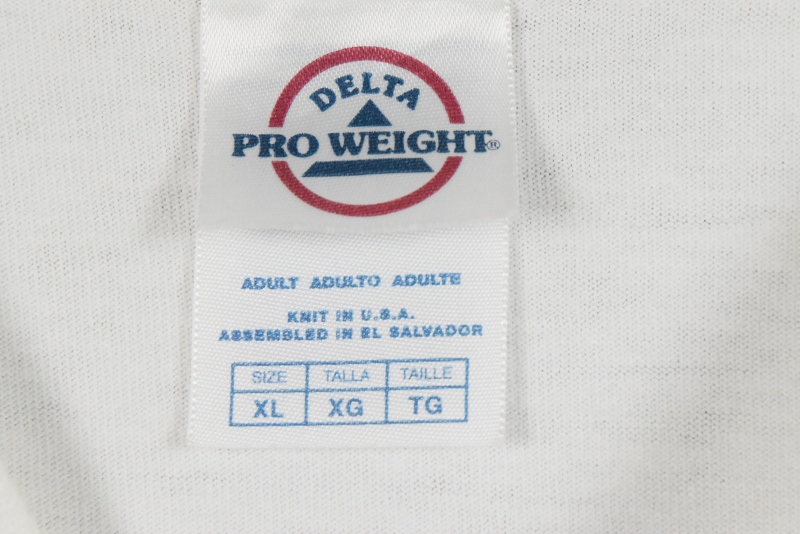 DELTA
PRO WEIGHT®
ADULT ADULTO ADULTE
KNIT IN U.S.A.
ASSEMBLED IN EL SALVADOR
SIZE TALLA TAILLE
XL XG TG